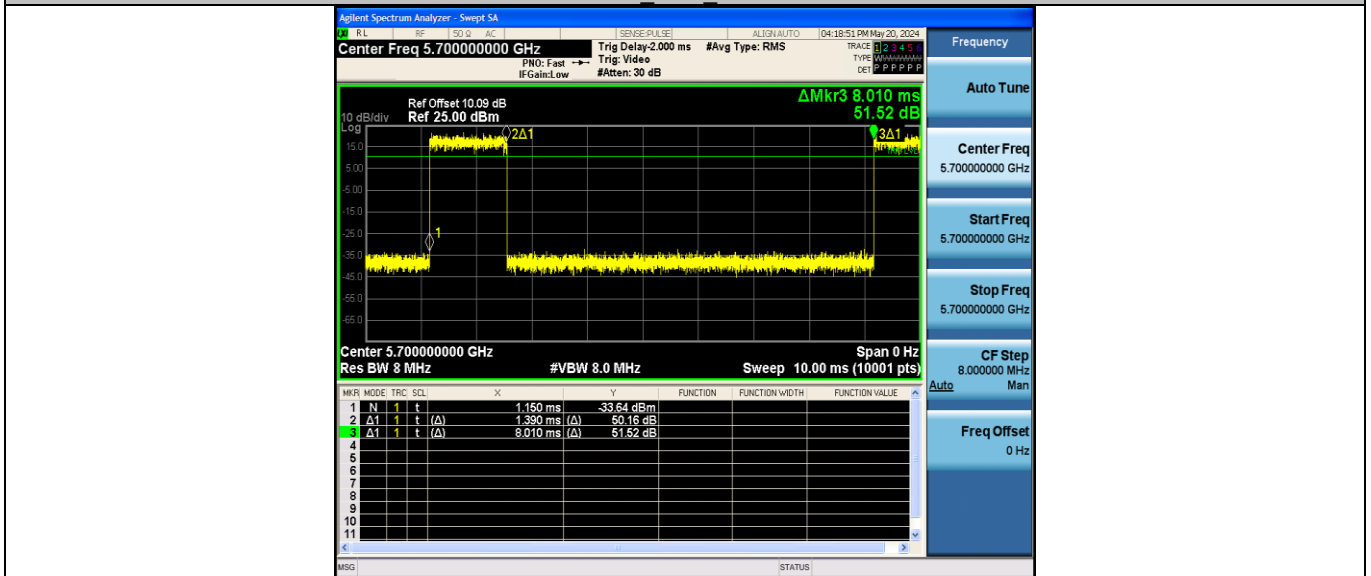 Agilent Spectrum Analyzer - Swept SA
LXI RL RF 50 Ω AC SENSE:PULSE ALIGN AUTO 04:18:51 PM May 20, 2024
Center Freq 5.700000000 GHz
PNO: Fast
IFGain:Low
Trig Delay-2.000 ms
Trig: Video
#Atten: 30 dB
#Avg Type: RMS
TRACE 1 2 3 4 5 6
TYPE
DET P P P P P P
Frequency
ΔMkr3 8.010 ms
51.52 dB
Ref Offset 10.09 dB
Ref 25.00 dBm
10 dB/div
Log
15.0
5.00
-5.00
-15.0
-25.0
-35.0
-45.0
-55.0
-65.0
1
2Δ1
3Δ1
Center 5.700000000 GHz
Span 0 Hz
Res BW 8 MHz
#VBW 8.0 MHz
Sweep 10.00 ms (10001 pts)
MKR MODE TRC SCL X Y FUNCTION FUNCTION WIDTH FUNCTION VALUE
1 N 1 t 1.150 ms -33.64 dBm
2 Δ1 1 t (Δ) 1.390 ms (Δ) 50.16 dB
3 Δ1 1 t (Δ) 8.010 ms (Δ) 51.52 dB
4
5
6
7
8
9
10
11
MSG
STATUS
Auto Tune
Center Freq
5.700000000 GHz
Start Freq
5.700000000 GHz
Stop Freq
5.700000000 GHz
CF Step
8.000000 MHz
Auto Man
Freq Offset
0 Hz